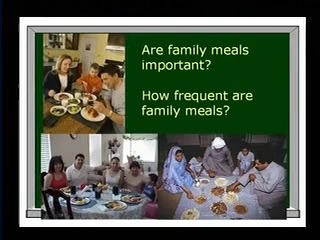 Are family meals
important?
How frequent are
family meals?